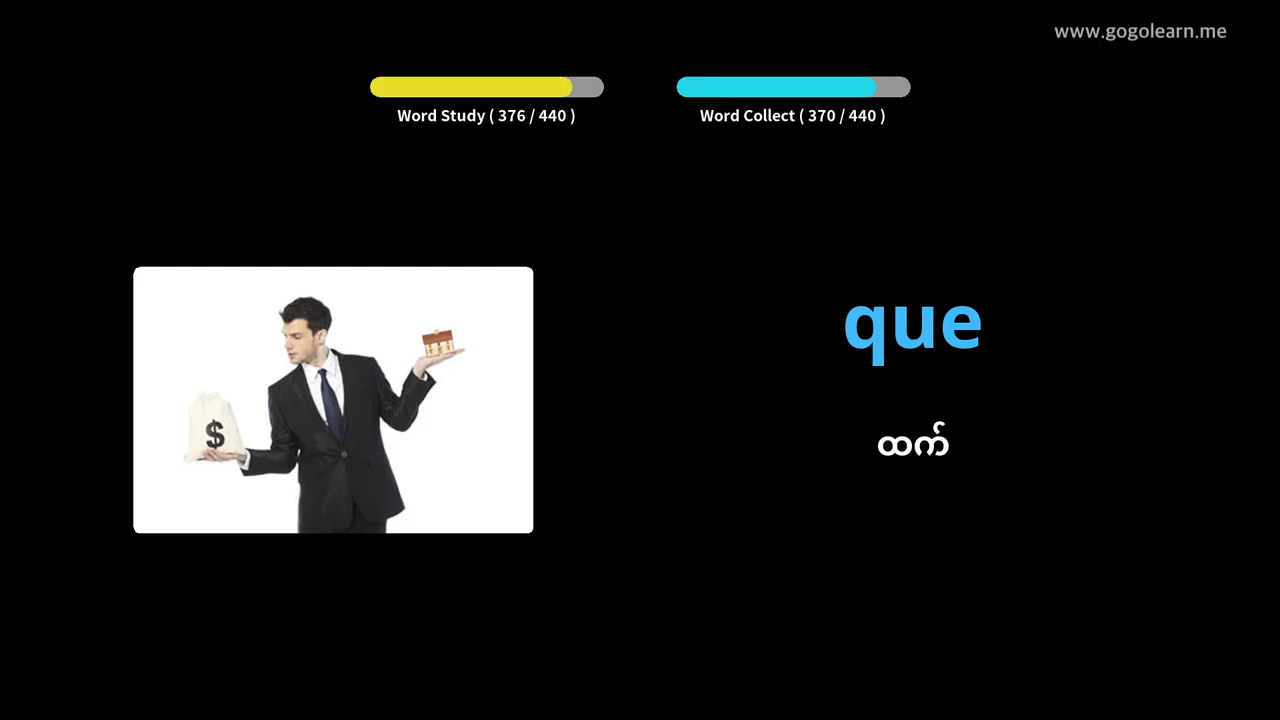 www.gogolearn.me
Word Study ( 376 / 440 )
Word Collect ( 370 / 440 )
que
ထက်
$